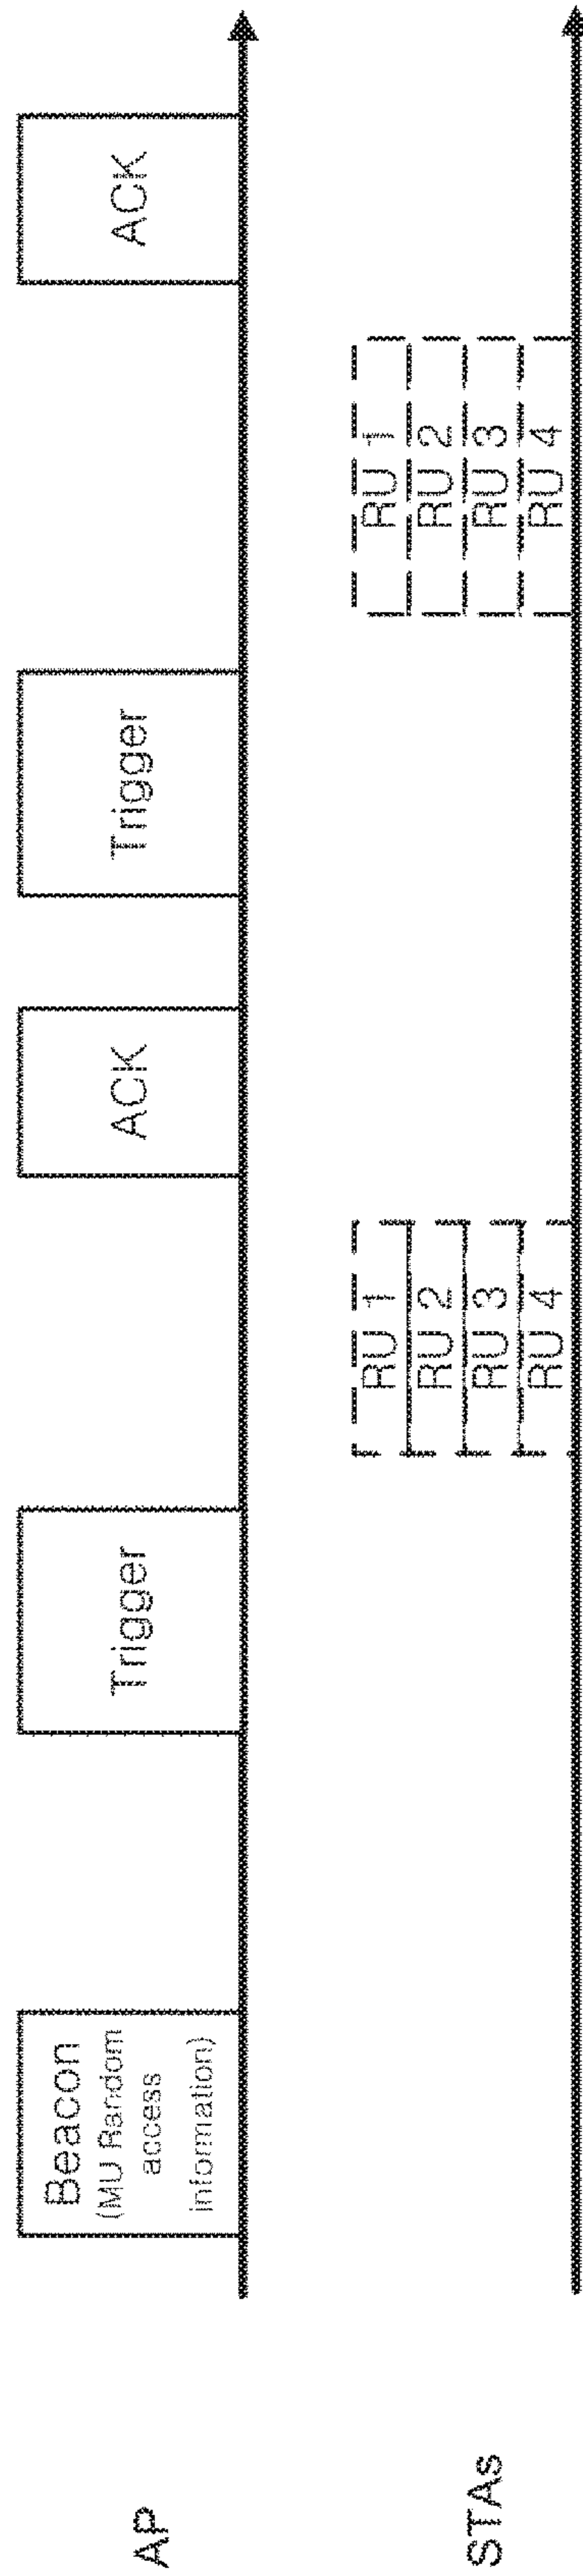 AP
Beacon
(MU Random
access
information)
Trigger
ACK
Trigger
ACK
STAs
RU 1
RU 2
RU 3
RU 4
RU 1
RU 2
RU 3
RU 4